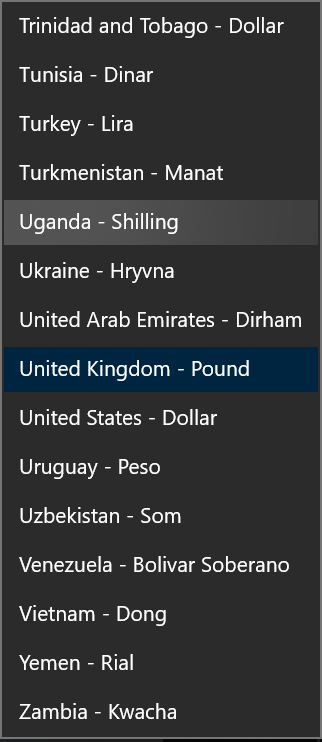 Trinidad and Tobago - Dollar
Tunisia - Dinar
Turkey - Lira
Turkmenistan - Manat
Uganda - Shilling
Ukraine - Hryvna
United Arab Emirates - Dirham
United Kingdom - Pound
United States - Dollar
Uruguay - Peso
Uzbekistan - Som
Venezuela - Bolivar Soberano
Vietnam - Dong
Yemen - Rial
Zambia - Kwacha